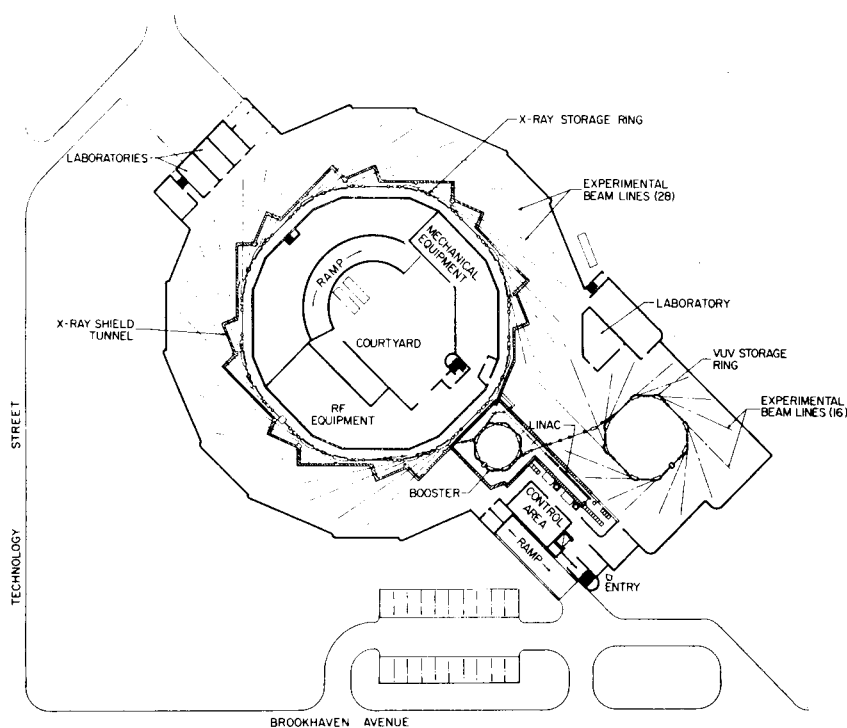 X-RAY STORAGE RING
LABORATORIES
EXPERIMENTAL
BEAM LINES (28)
MECHANICAL
EQUIPMENT
RAMP
LABORATORY
X-RAY SHIELD
TUNNEL
COURTYARD
VUV STORAGE
RING
RF
EQUIPMENT
EXPERIMENTAL
BEAM LINES (16)
LINAC
BOOSTER
CONTROL
AREA
RAMP
ENTRY
TECHNOLOGY STREET
BROOKHAVEN AVENUE